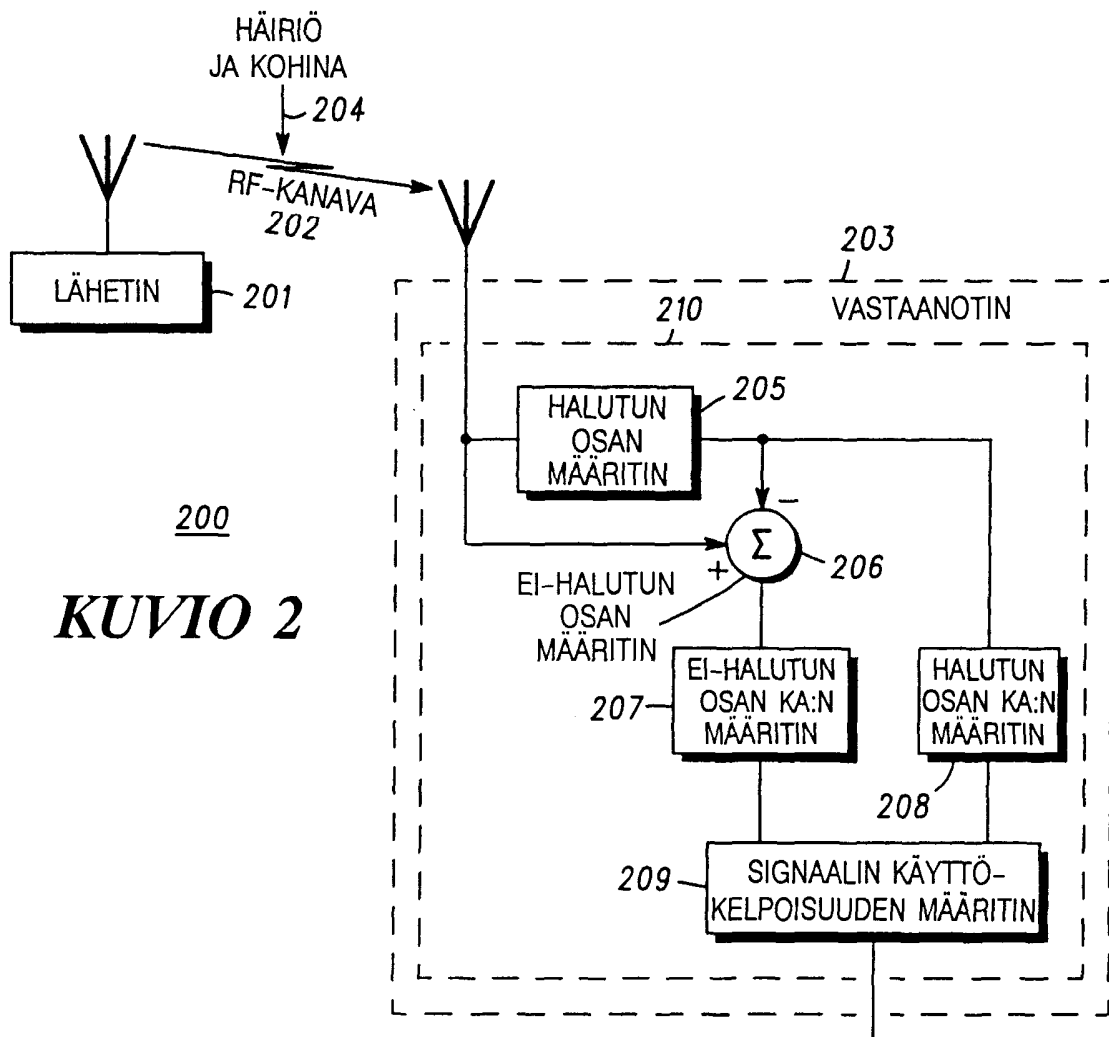 HÄIRIÖ
JA KOHINA
204
RF-KANAVA
202
LÄHETIN
201
203
VASTAANOTIN
210
HALUTUN
OSAN
MÄÄRITIN
205
−
Σ
+
206
EI-HALUTUN
OSAN
MÄÄRITIN
200
KUVIO 2
EI-HALUTUN
OSAN KA:N
MÄÄRITIN
207
HALUTUN
OSAN KA:N
MÄÄRITIN
208
209
SIGNAALIN KÄYTTÖ-
KELPOISUUDEN MÄÄRITIN